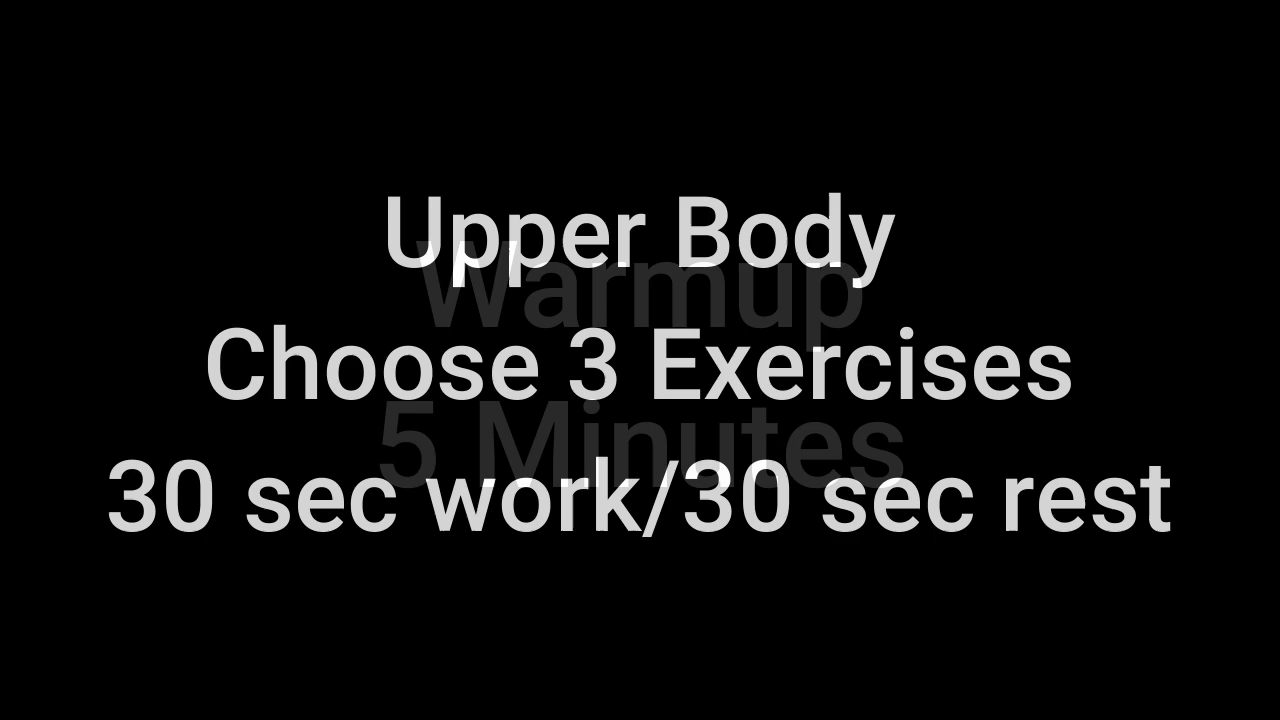 Upper Body
Warmup
Choose 3 Exercises
5 Minutes
30 sec work/30 sec rest